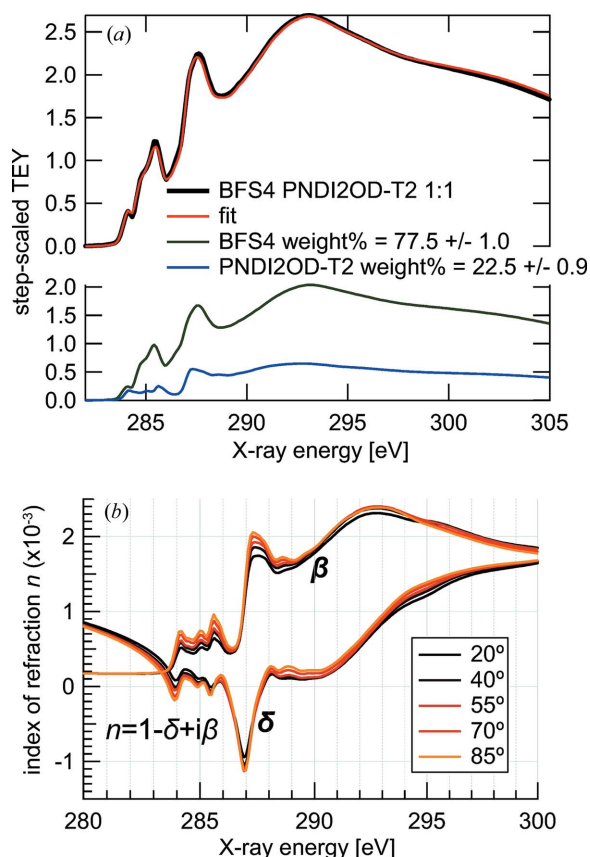 (a)
2.5
2.0
1.5
1.0
0.5
0.0
step-scaled TEY
BFS4 PNDI2OD-T2 1:1
fit
BFS4 weight% = 77.5 +/- 1.0
PNDI2OD-T2 weight% = 22.5 +/- 0.9
2.0
1.5
1.0
0.5
0.0
285 290 295 300 305
X-ray energy [eV]
(b)
2
1
0
-1
index of refraction n (x10⁻³)
β
δ
n=1-δ+iβ
20º
40º
55º
70º
85º
280 285 290 295 300
X-ray energy [eV]